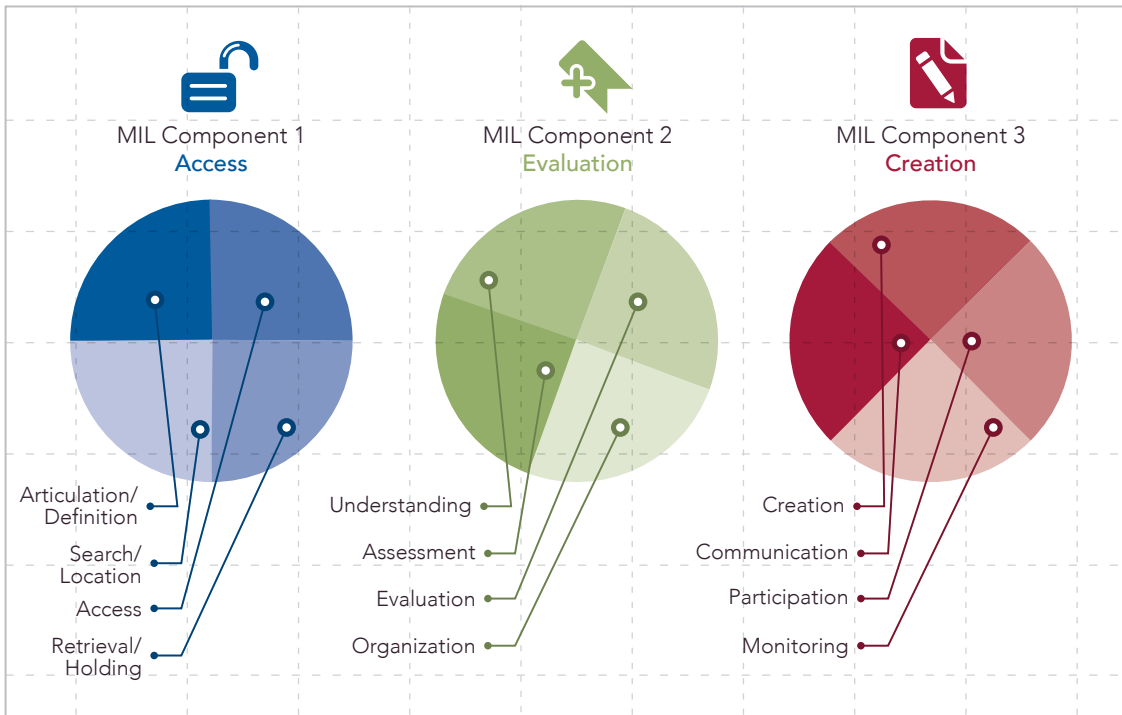 MIL Component 1
Access
Articulation/
Definition
Search/
Location
Access
Retrieval/
Holding
MIL Component 2
Evaluation
Understanding
Assessment
Evaluation
Organization
MIL Component 3
Creation
Creation
Communication
Participation
Monitoring